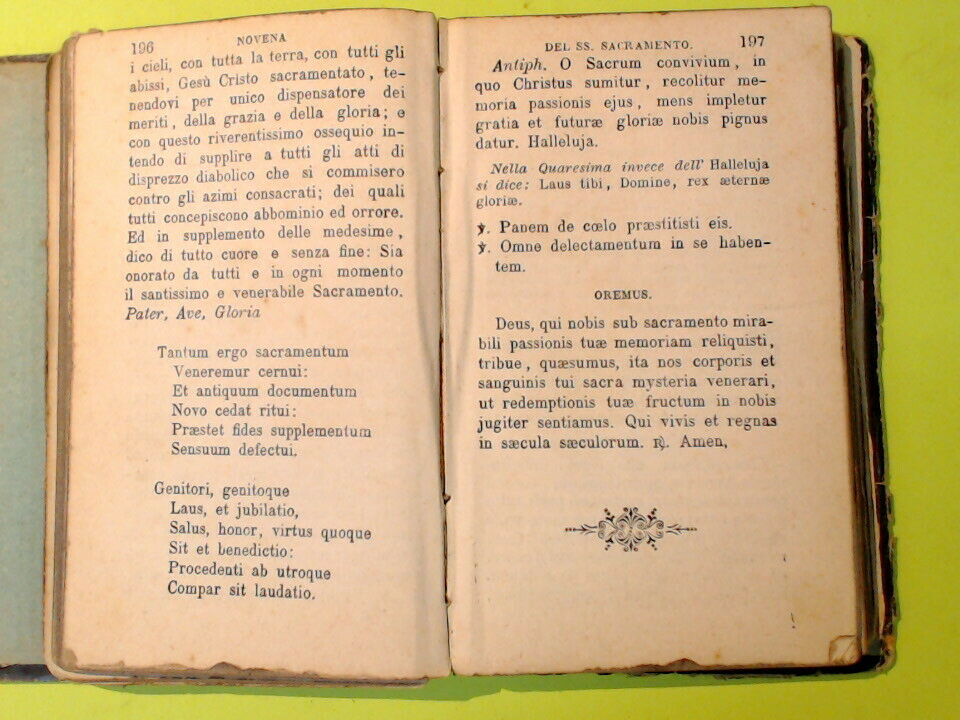 196 NOVENA
i cieli, con tutta la terra, con tutti gli
abissi, Gesù Cristo sacramentato, te-
nendovi per unico dispensatore dei
meriti, della grazia e della gloria; e
con questo riverentissimo ossequio in-
tendo di supplire a tutti gli atti di
disprezzo diabolico che si commisero
contro gli azimi consacrati; dei quali
tutti concepiscono abbominio ed orrore.
Ed in supplemento delle medesime,
dico di tutto cuore e senza fine: Sia
onorato da tutti e in ogni momento
il santissimo e venerabile Sacramento.
Pater, Ave, Gloria
Tantum ergo sacramentum
Veneremur cernui:
Et antiquum documentum
Novo cedat ritui:
Præstet fides supplementum
Sensuum defectui.
Genitori, genitoque
Laus, et jubilatio,
Salus, honor, virtus quoque
Sit et benedictio:
Procedenti ab utroque
Compar sit laudatio.
DEL SS. SACRAMENTO. 197
Antiph. O Sacrum convivium, in
quo Christus sumitur, recolitur me-
moria passionis ejus, mens impletur
gratia et futuræ gloriæ nobis pignus
datur. Halleluja.
Nella Quaresima invece dell' Halleluja
si dice: Laus tibi, Domine, rex æternæ
gloriæ.
℣. Panem de cœlo præstitisti eis.
℣. Omne delectamentum in se haben-
tem.
OREMUS.
Deus, qui nobis sub sacramento mira-
bili passionis tuæ memoriam reliquisti,
tribue, quæsumus, ita nos corporis et
sanguinis tui sacra mysteria venerari,
ut redemptionis tuæ fructum in nobis
jugiter sentiamus. Qui vivis et regnas
in sæcula sæculorum. ℟. Amen,